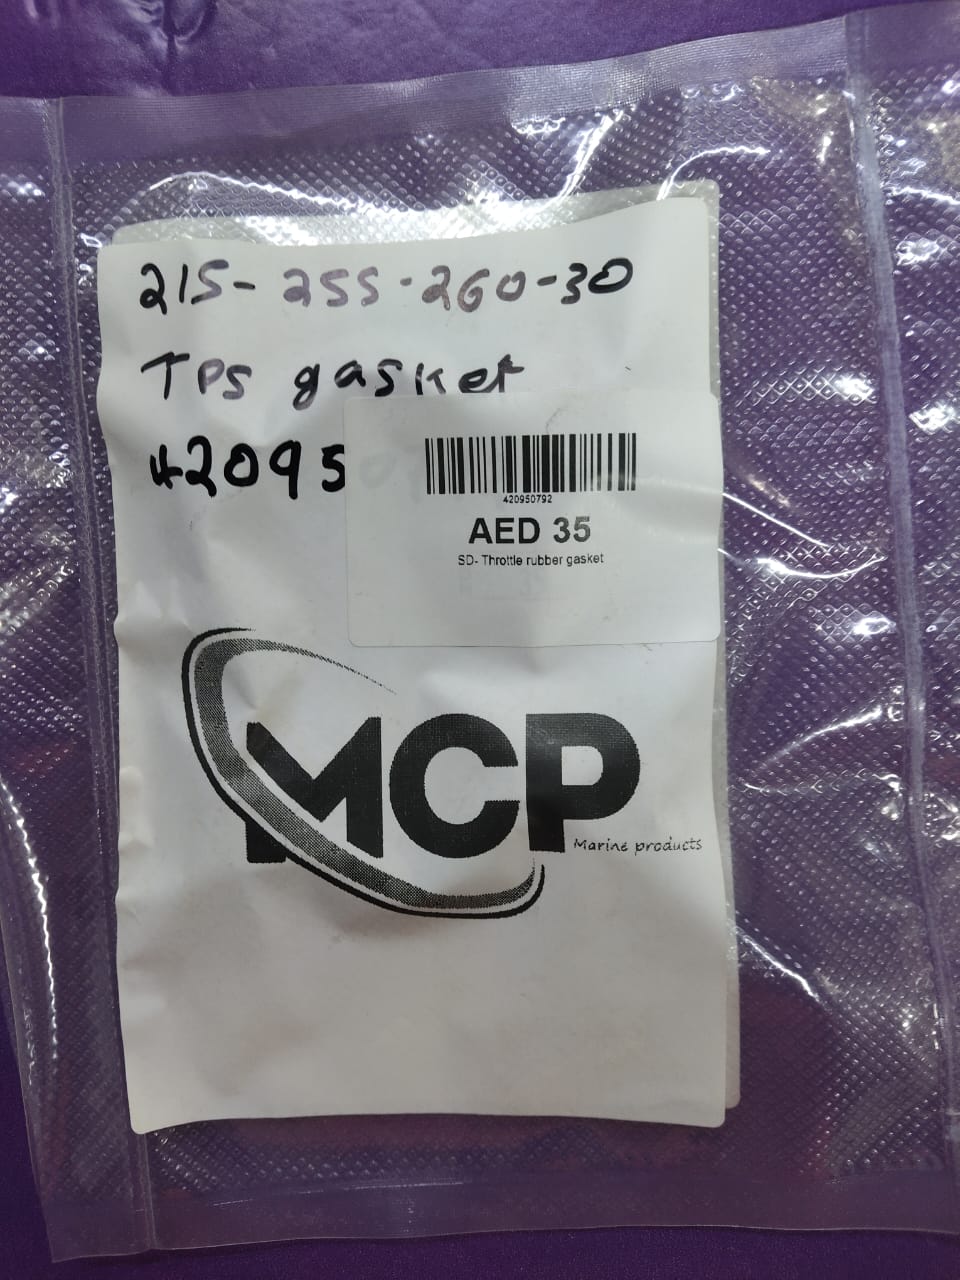 215-255-260-30
TPS gasket
42095
420950792
AED 35
SD- Throttle rubber gasket
MCP
Marine products